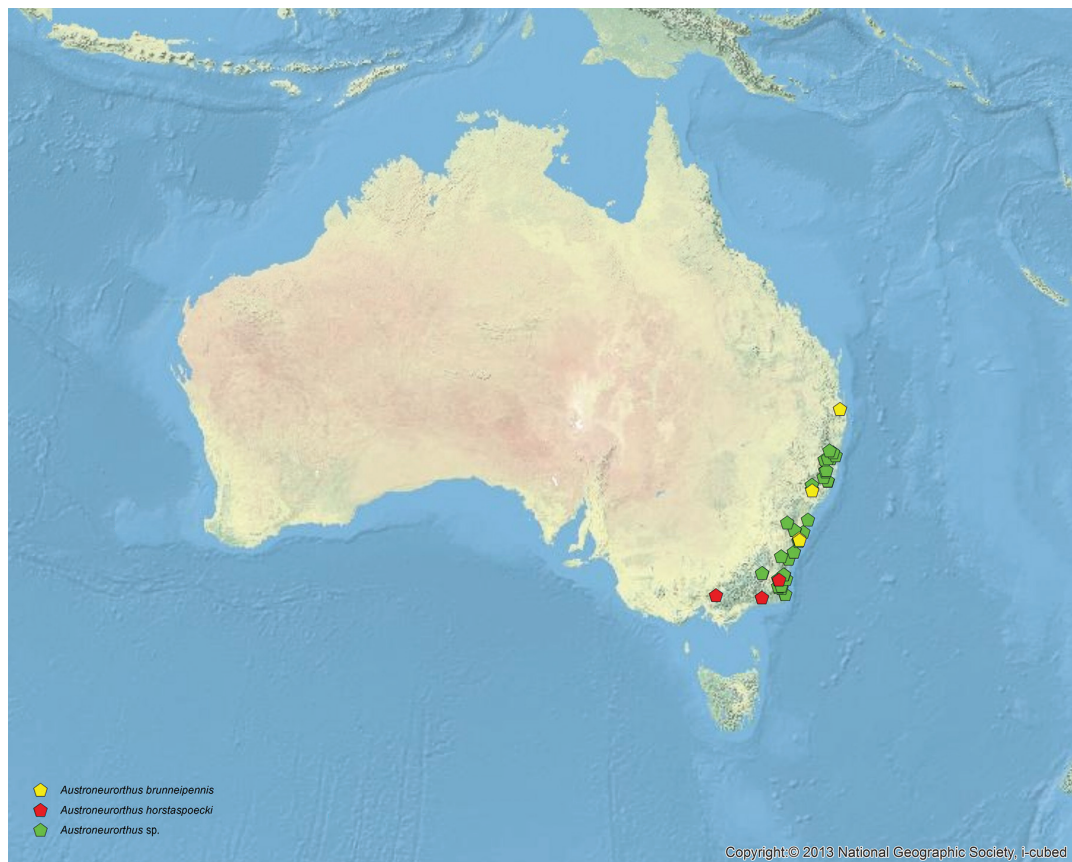 Austroneurorthus brunneipennis
Austroneurorthus horstaspoecki
Austroneurorthus sp.
Copyright:© 2013 National Geographic Society, i-cubed